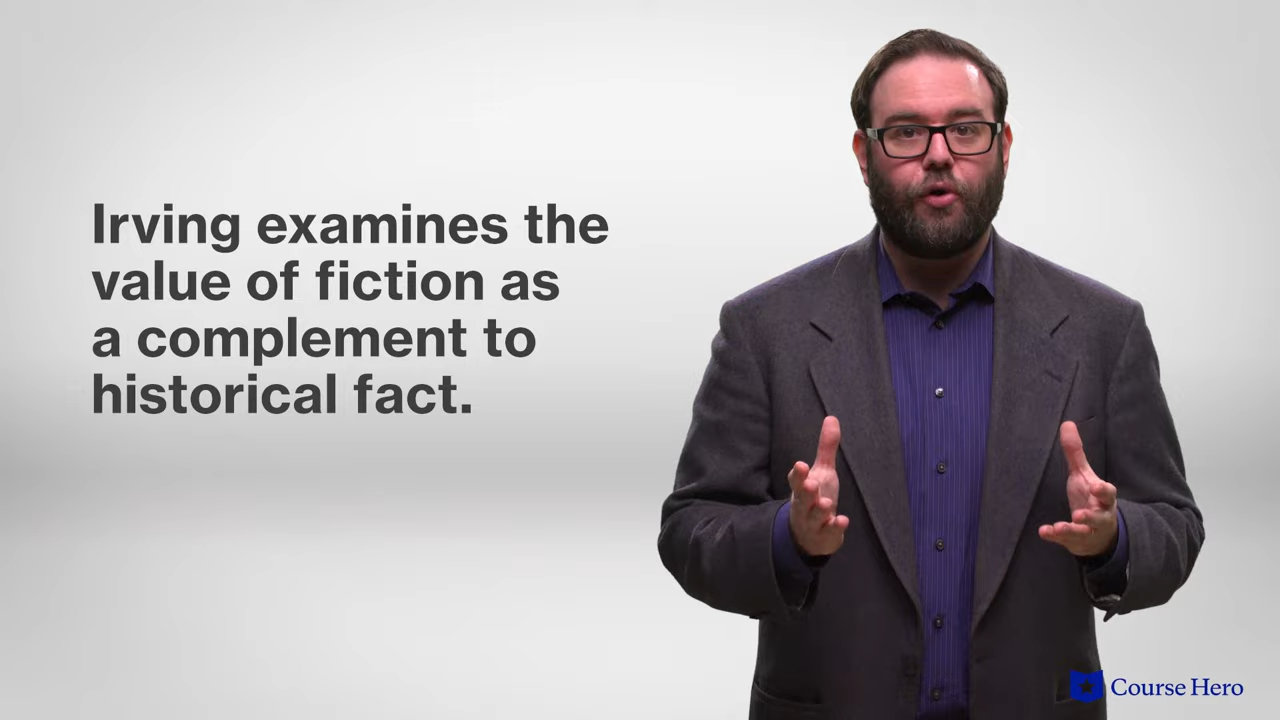 Irving examines the
value of fiction as
a complement to
historical fact.
Course Hero